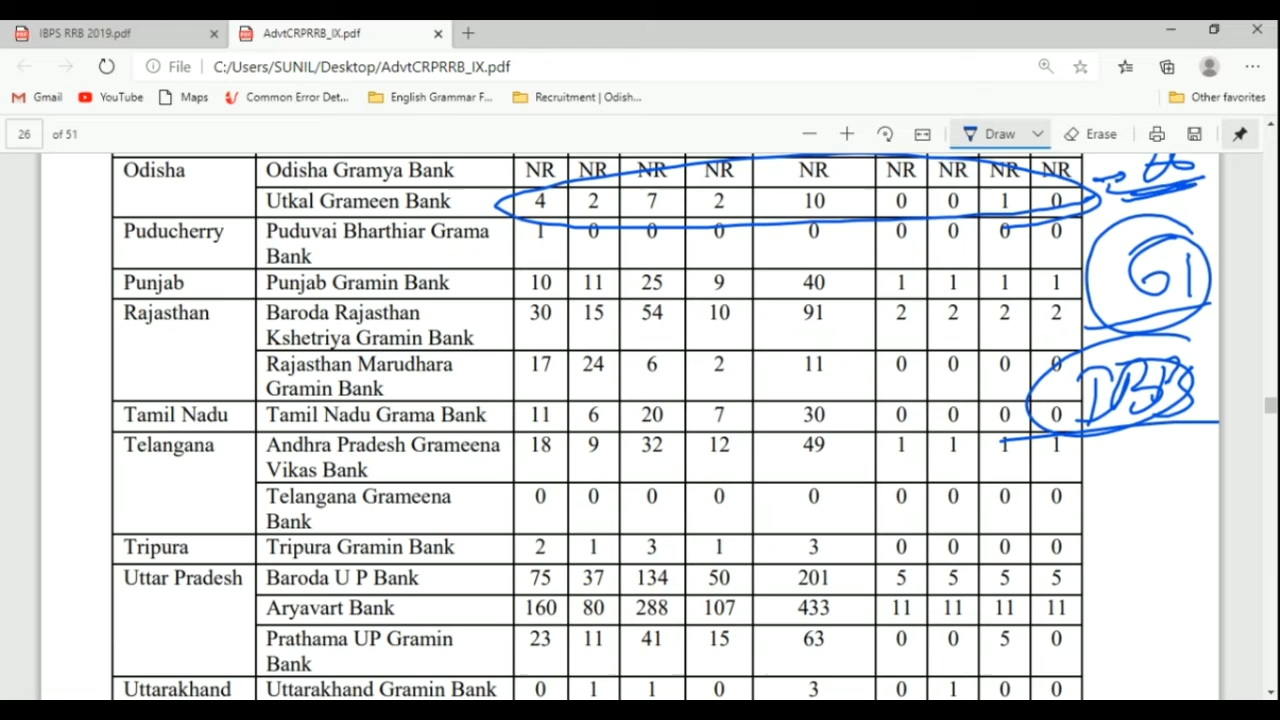 IBPS RRB 2019.pdf AdvtCRPRRB_IX.pdf
File C:/Users/SUNIL/Desktop/AdvtCRPRRB_IX.pdf
Gmail YouTube Maps Common Error Det... English Grammar F... Recruitment | Odish... Other favorites
26 of 51 Draw Erase
Odisha Odisha Gramya Bank NR NR NR NR NR NR NR NR NR
Utkal Grameen Bank 4 2 7 2 10 0 0 1 0
Puducherry Puduvai Bharthiar Grama 1 0 0 0 0 0 0 0 0
Bank
Punjab Punjab Gramin Bank 10 11 25 9 40 1 1 1 1
Rajasthan Baroda Rajasthan 30 15 54 10 91 2 2 2 2
Kshetriya Gramin Bank
Rajasthan Marudhara 17 24 6 2 11 0 0 0 0
Gramin Bank
Tamil Nadu Tamil Nadu Grama Bank 11 6 20 7 30 0 0 0 0
Telangana Andhra Pradesh Grameena 18 9 32 12 49 1 1 1 1
Vikas Bank
Telangana Grameena 0 0 0 0 0 0 0 0 0
Bank
Tripura Tripura Gramin Bank 2 1 3 1 3 0 0 0 0
Uttar Pradesh Baroda U P Bank 75 37 134 50 201 5 5 5 5
Aryavart Bank 160 80 288 107 433 11 11 11 11
Prathama UP Gramin 23 11 41 15 63 0 0 5 0
Bank
Uttarakhand Uttarakhand Gramin Bank 0 1 1 0 3 0 1 0 0